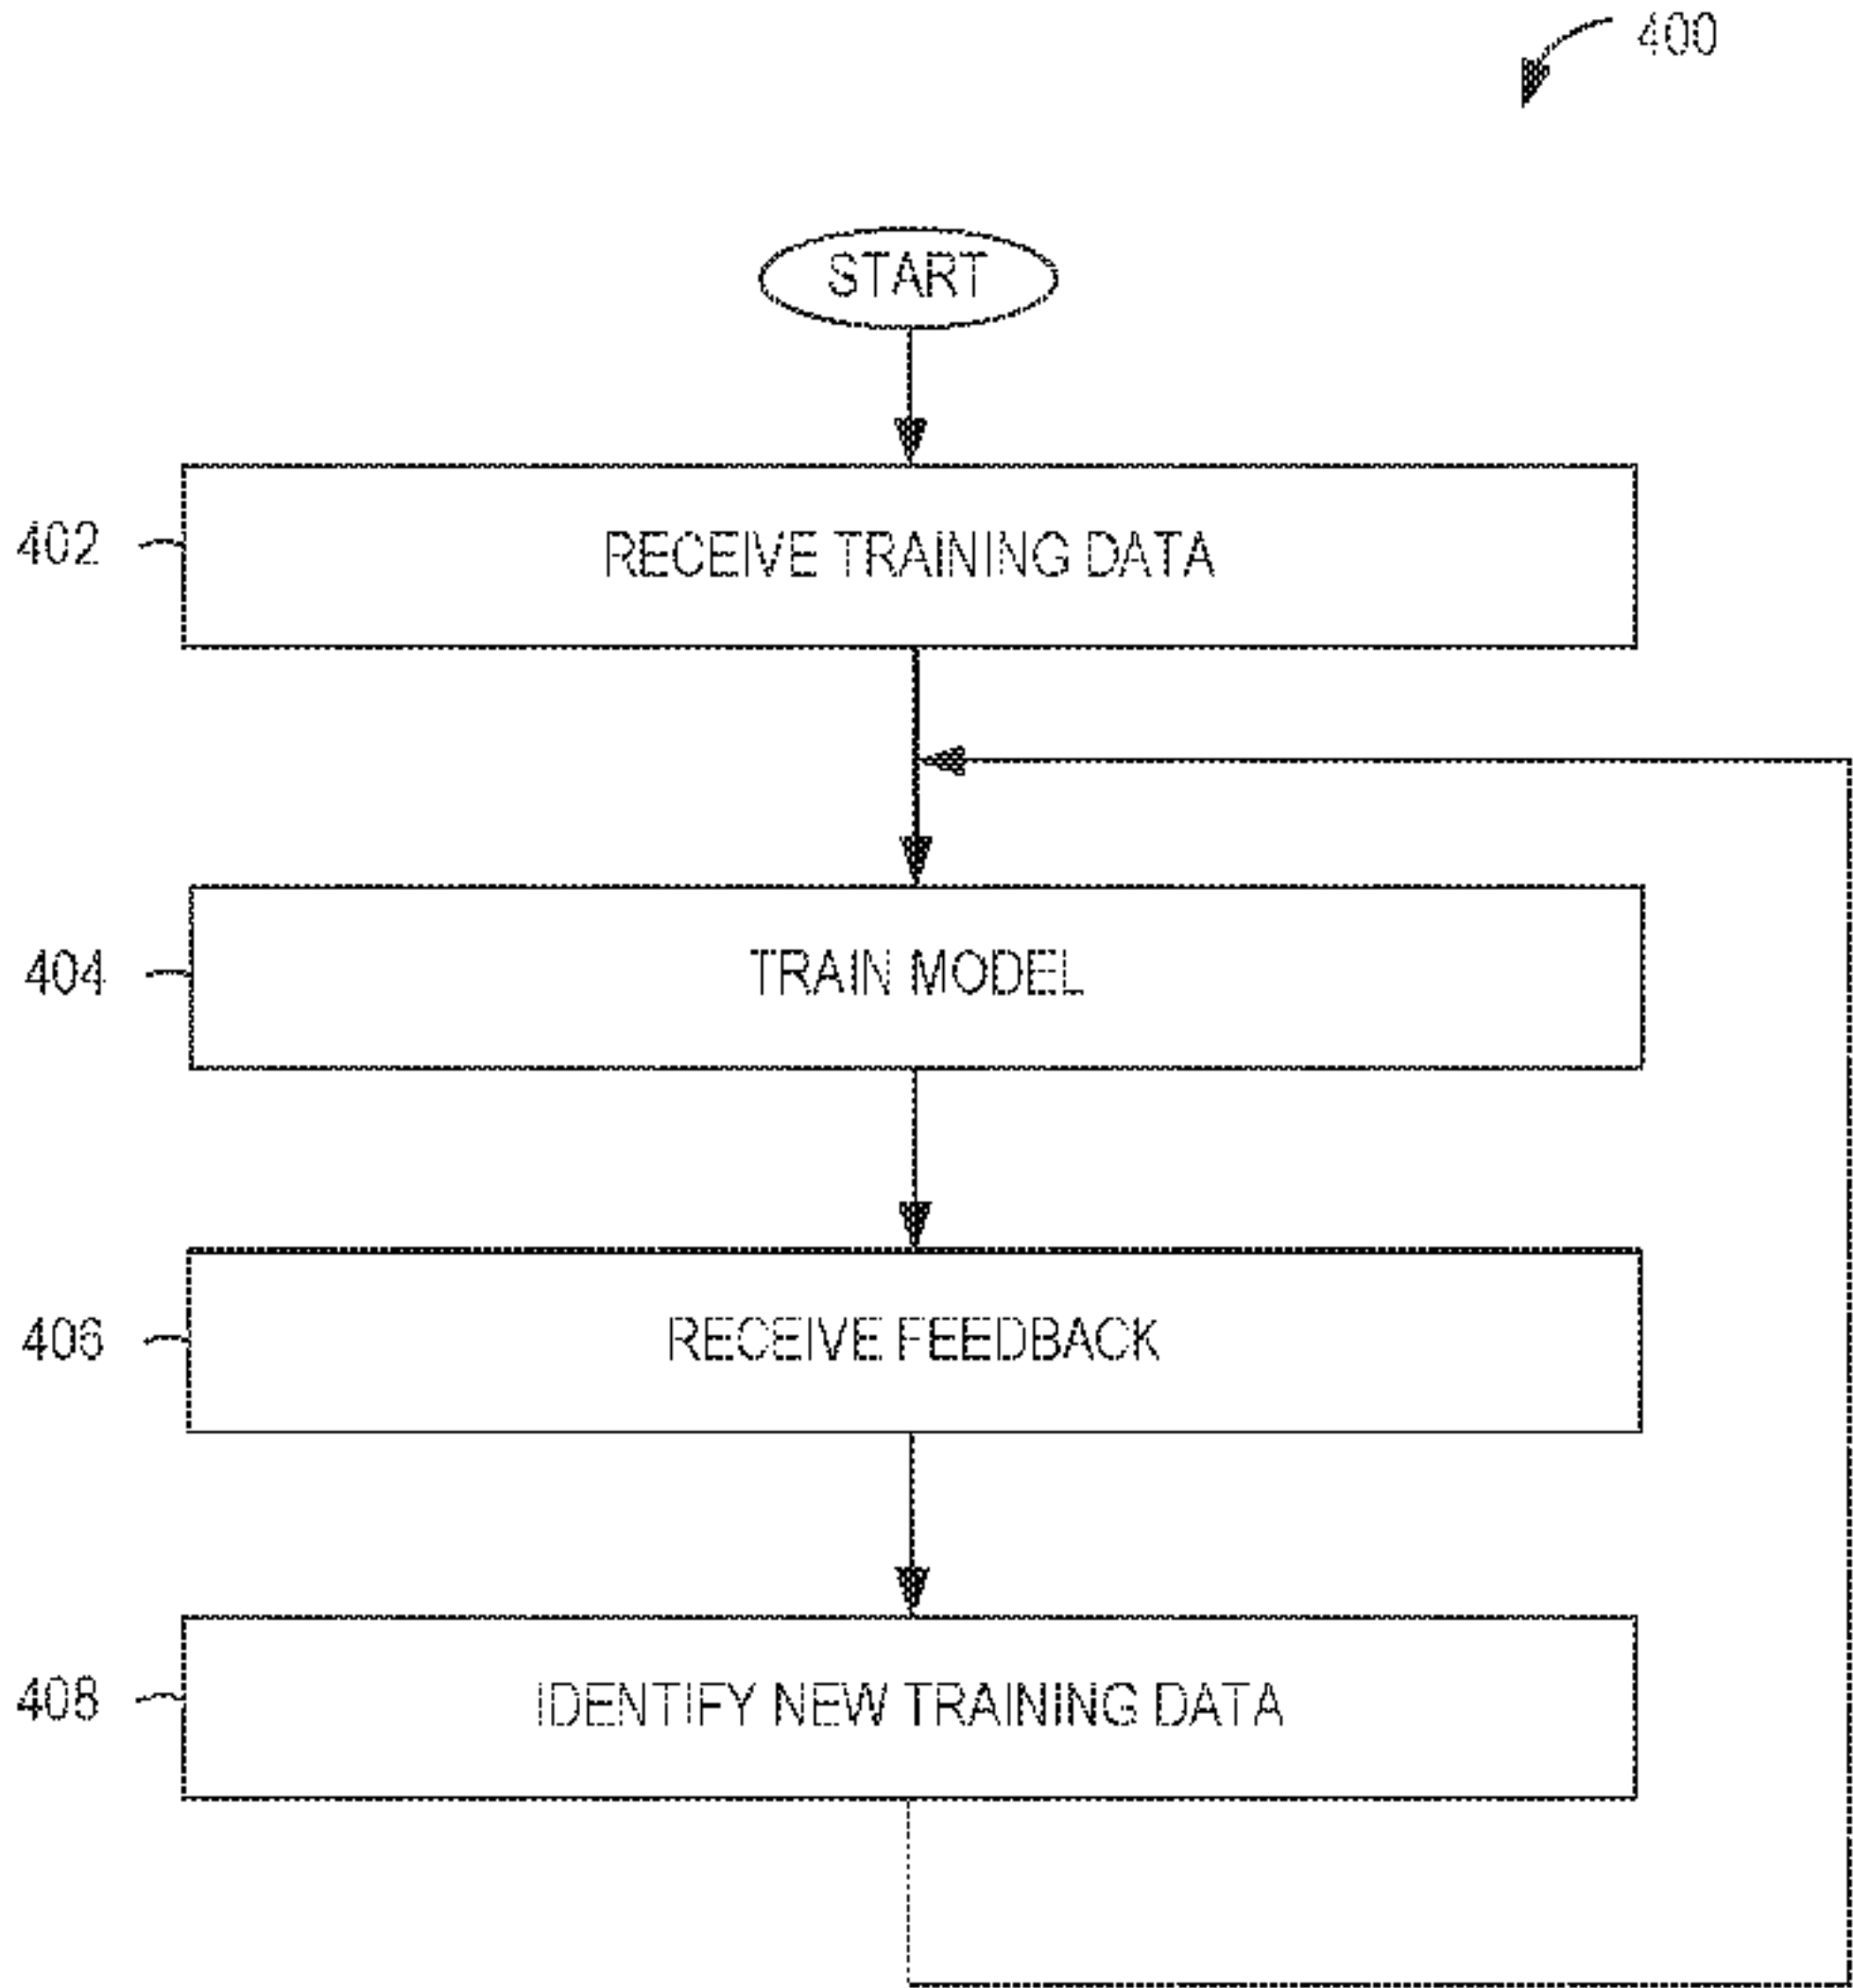 400
START
402
RECEIVE TRAINING DATA
404
TRAIN MODEL
406
RECEIVE FEEDBACK
408
IDENTIFY NEW TRAINING DATA